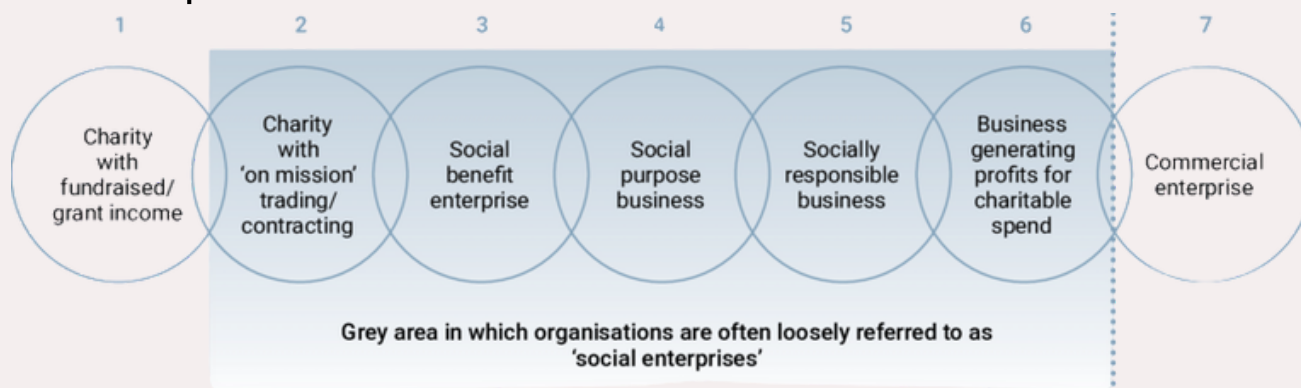 1 2 3 4 5 6 7
Charity
with
fundraised/
grant income
Charity
with
‘on mission’
trading/
contracting
Social
benefit
enterprise
Social
purpose
business
Socially
responsible
business
Business
generating
profits for
charitable
spend
Commercial
enterprise
Grey area in which organisations are often loosely referred to as
‘social enterprises’